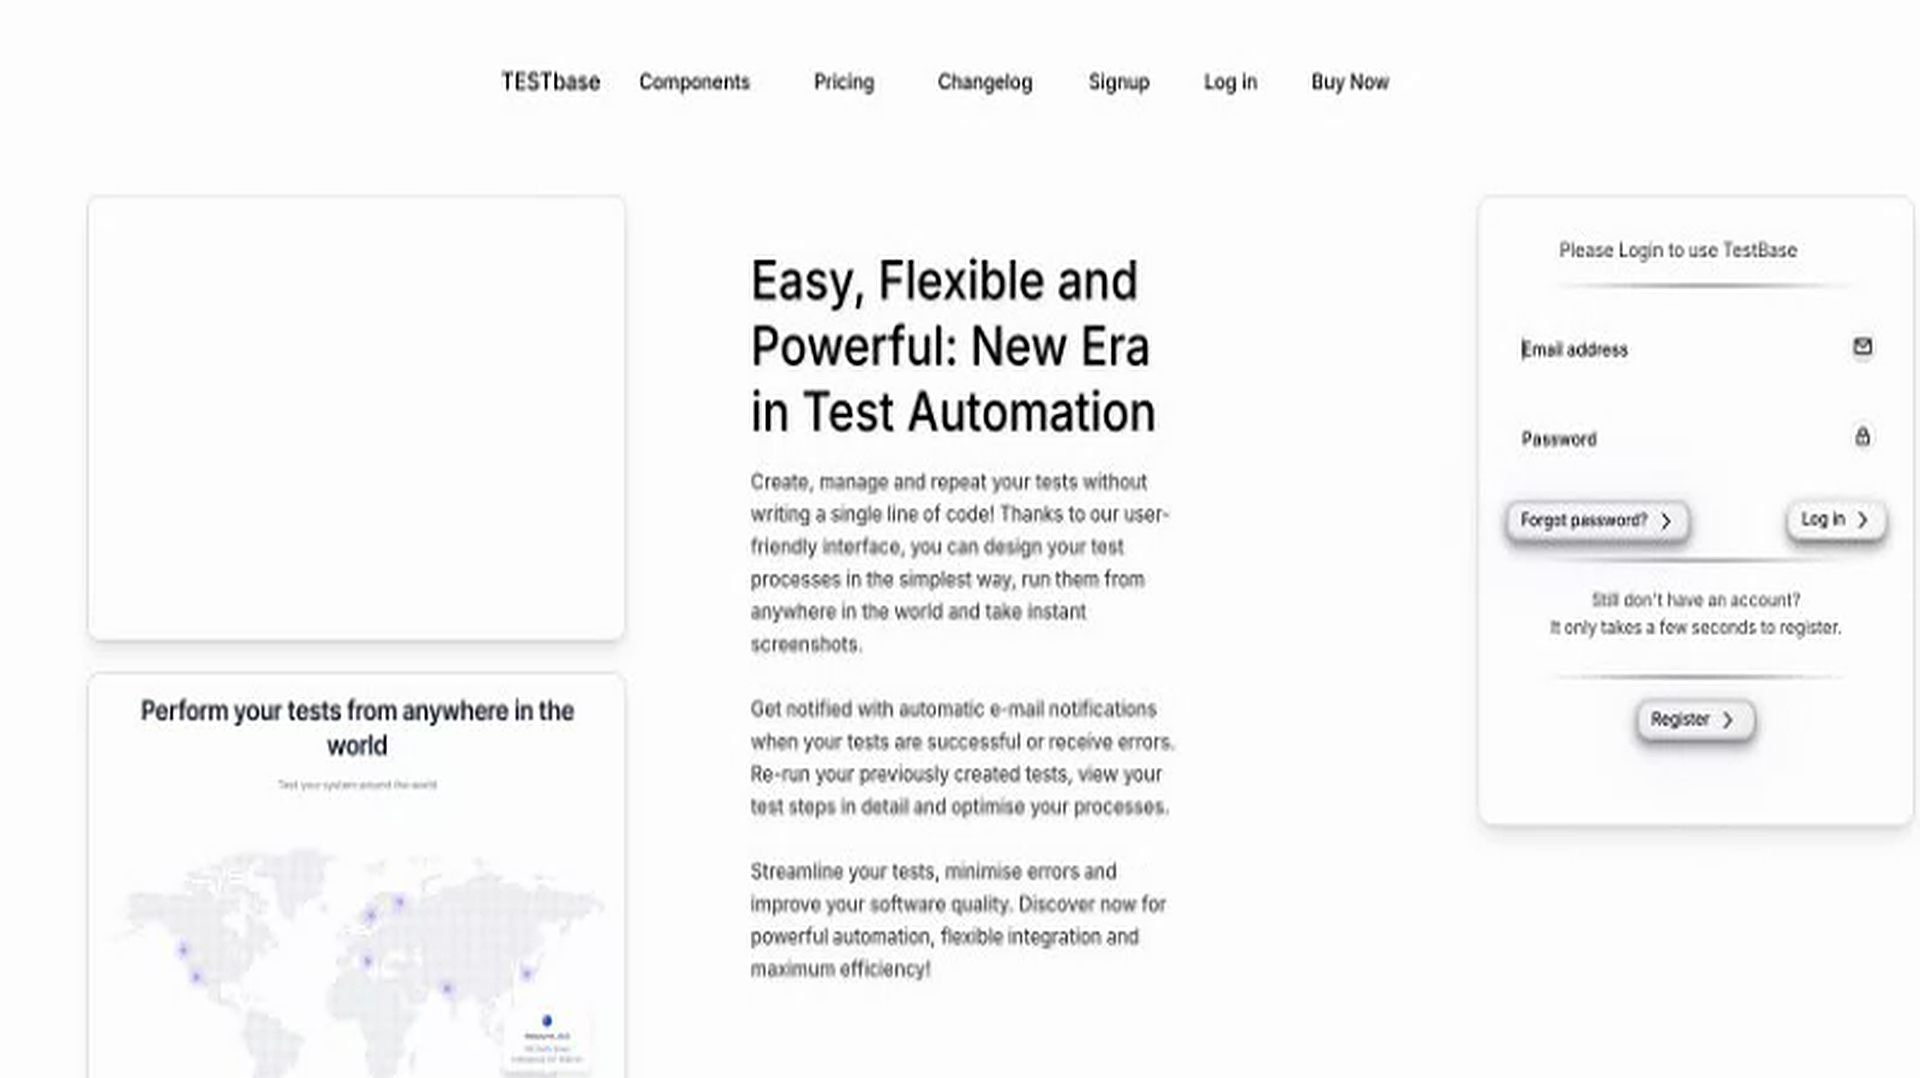 TESTbase Components Pricing Changelog Signup Log in Buy Now
Easy, Flexible and
Powerful: New Era
in Test Automation
Create, manage and repeat your tests without
writing a single line of code! Thanks to our user-
friendly interface, you can design your test
processes in the simplest way, run them from
anywhere in the world and take instant
screenshots.
Get notified with automatic e-mail notifications
when your tests are successful or receive errors.
Re-run your previously created tests, view your
test steps in detail and optimise your processes.
Streamline your tests, minimise errors and
improve your software quality. Discover now for
powerful automation, flexible integration and
maximum efficiency!
Perform your tests from anywhere in the
world
Test your system around the world
Please Login to use TestBase
Email address
Password
Forgot password?
Log in
Still don't have an account?
It only takes a few seconds to register.
Register